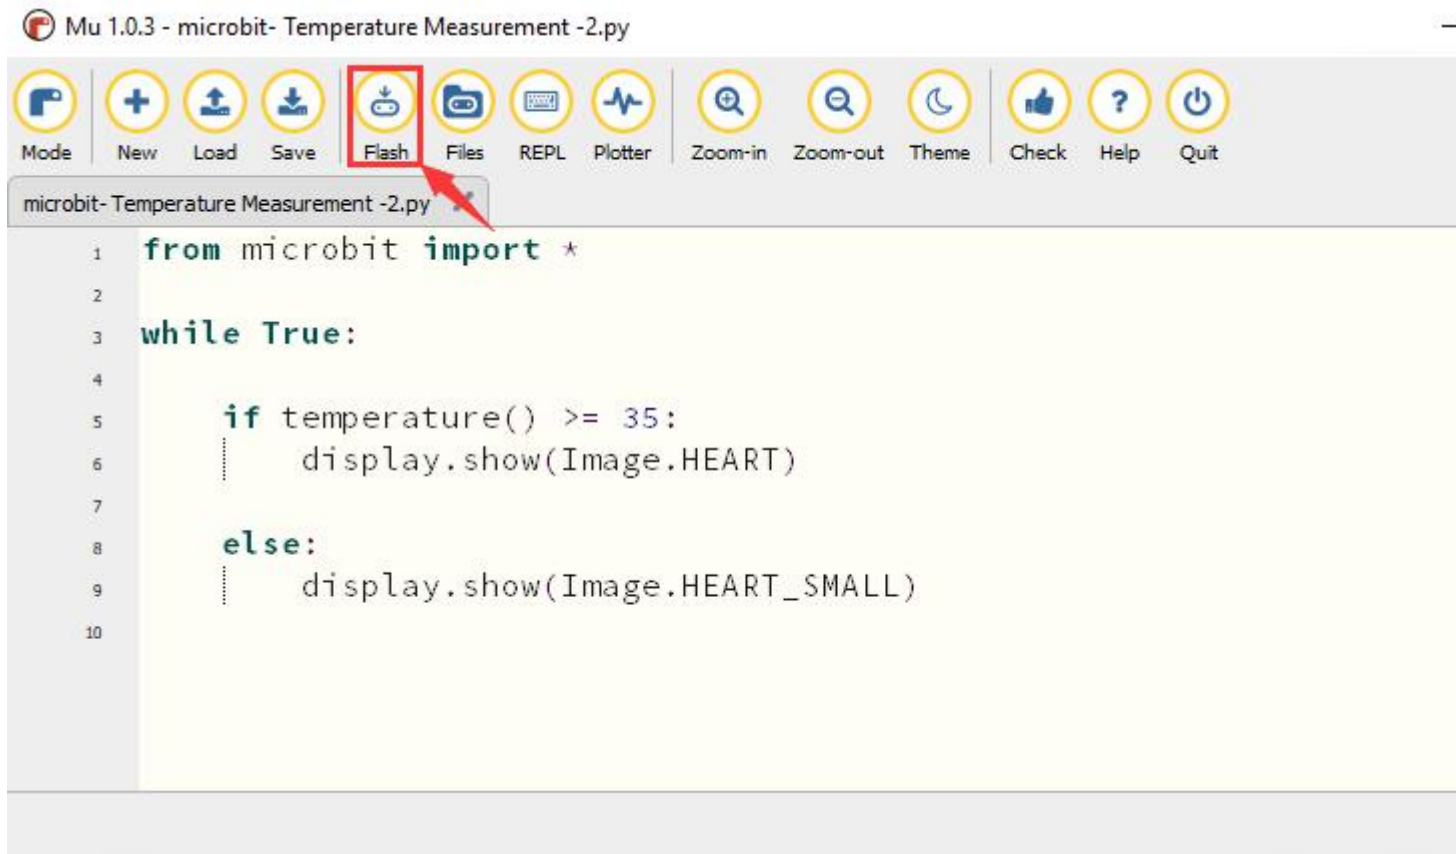 Mu 1.0.3 - microbit- Temperature Measurement -2.py
Mode New Load Save Flash Files REPL Plotter Zoom-in Zoom-out Theme Check Help Quit
microbit- Temperature Measurement -2.py
1 from microbit import *
2
3 while True:
4
5 if temperature() >= 35:
6 display.show(Image.HEART)
7
8 else:
9 display.show(Image.HEART_SMALL)
10